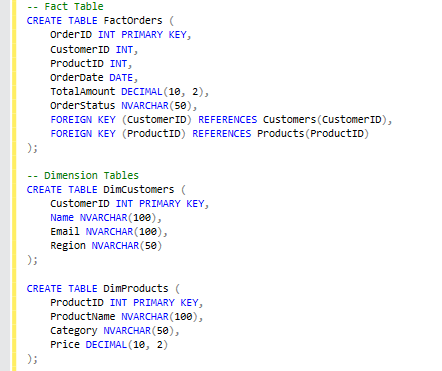 -- Fact Table
CREATE TABLE FactOrders (
    OrderID INT PRIMARY KEY,
    CustomerID INT,
    ProductID INT,
    OrderDate DATE,
    TotalAmount DECIMAL(10, 2),
    OrderStatus NVARCHAR(50),
    FOREIGN KEY (CustomerID) REFERENCES Customers(CustomerID),
    FOREIGN KEY (ProductID) REFERENCES Products(ProductID)
);

-- Dimension Tables
CREATE TABLE DimCustomers (
    CustomerID INT PRIMARY KEY,
    Name NVARCHAR(100),
    Email NVARCHAR(100),
    Region NVARCHAR(50)
);

CREATE TABLE DimProducts (
    ProductID INT PRIMARY KEY,
    ProductName NVARCHAR(100),
    Category NVARCHAR(50),
    Price DECIMAL(10, 2)
);